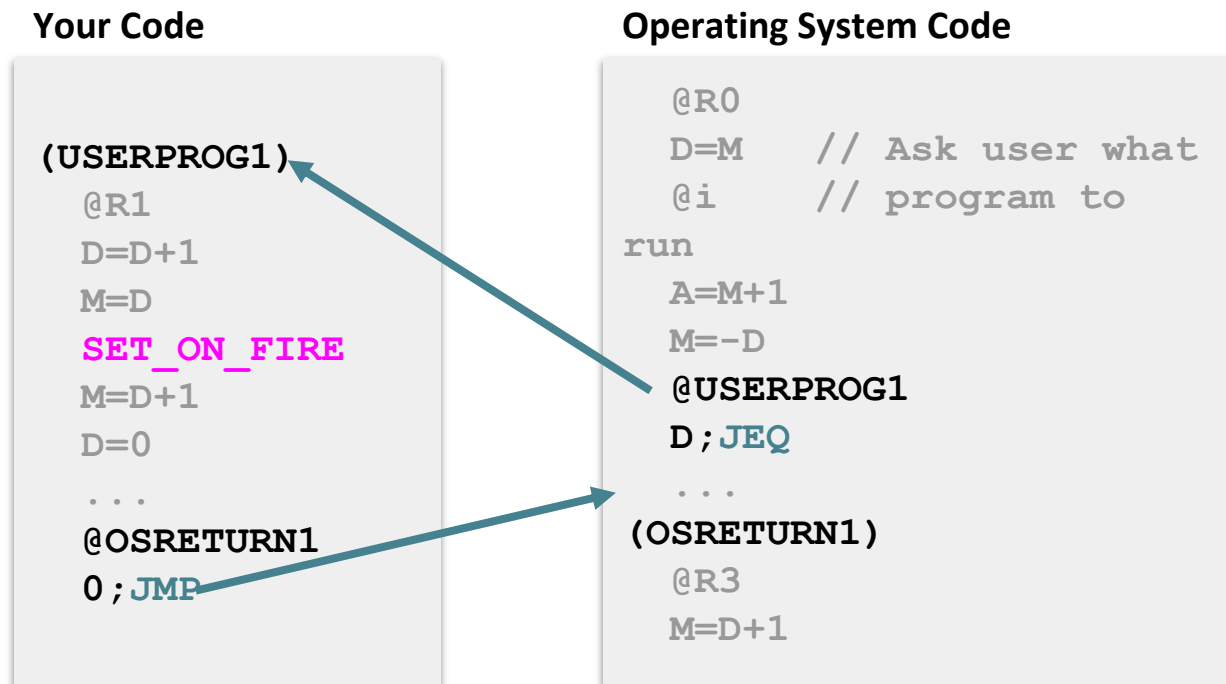 Your Code
(USERPROG1)
@R1
D=D+1
M=D
SET_ON_FIRE
M=D+1
D=0
...
@OSRETURN1
0;JMP
Operating System Code
@R0
D=M // Ask user what
@i // program to
run
A=M+1
M=-D
@USERPROG1
D;JEQ
...
(OSRETURN1)
@R3
M=D+1